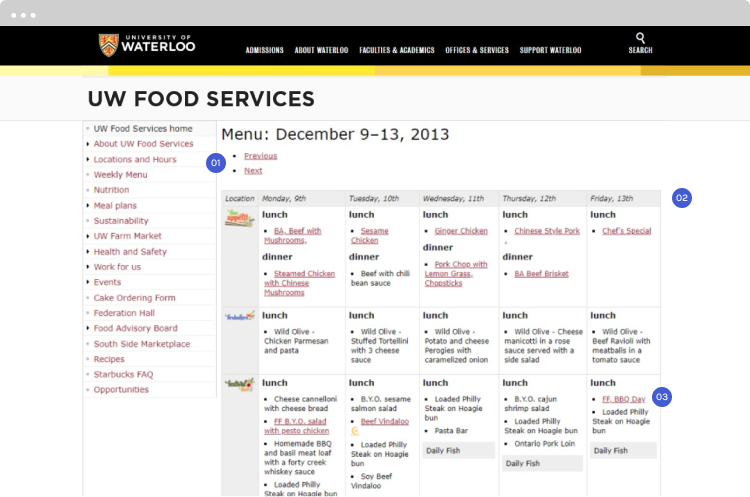 UNIVERSITY OF
WATERLOO
ADMISSIONS
ABOUT WATERLOO
FACULTIES & ACADEMICS
OFFICES & SERVICES
SUPPORT WATERLOO
SEARCH
UW FOOD SERVICES
UW Food Services home
About UW Food Services
Locations and Hours
Weekly Menu
Nutrition
Meal plans
Sustainability
UW Farm Market
Health and Safety
Work for us
Events
Cake Ordering Form
Federation Hall
Food Advisory Board
South Side Marketplace
Recipes
Starbucks FAQ
Opportunities
Menu: December 9–13, 2013
01
Previous
Next
02
Location
Monday, 9th
Tuesday, 10th
Wednesday, 11th
Thursday, 12th
Friday, 13th
lunch
BA, Beef with
Mushrooms,
dinner
Steamed Chicken
with Chinese
Mushrooms
lunch
Sesame
Chicken
dinner
Beef with chili
bean sauce
lunch
Ginger Chicken
dinner
Pork Chop with
Lemon Grass,
Chopsticks
lunch
Chinese Style Pork
,
dinner
BA Beef Brisket
lunch
Chef's Special
lunch
Wild Olive -
Chicken Parmesan
and pasta
lunch
Wild Olive -
Stuffed Tortellini
with 3 cheese
sauce
lunch
Wild Olive -
Potato and cheese
Perogies with
caramelized onion
lunch
Wild Olive - Cheese
manicotti in a rose
sauce served with a
side salad
lunch
Wild Olive -
Beef Ravioli with
meatballs in a
tomato sauce
lunch
Cheese cannelloni
with cheese bread
FF B.Y.O. salad
with pesto chicken
Homemade BBQ
and basil meat loaf
with a forty creek
whiskey sauce
Loaded Philly
Steak on Hoagie
lunch
B.Y.O. sesame
salmon salad
Beef Vindaloo
Loaded Philly
Steak on Hoagie
bun
Soy Beef
Vindaloo
lunch
Loaded Philly
Steak on Hoagie
bun
Pasta Bar
Daily Fish
lunch
B.Y.O. cajun
shrimp salad
Loaded Philly
Steak on Hoagie
bun
Ontario Pork Loin
Daily Fish
lunch
FF, BBQ Day
03
Loaded Philly
Steak on Hoagie
bun
Daily Fish